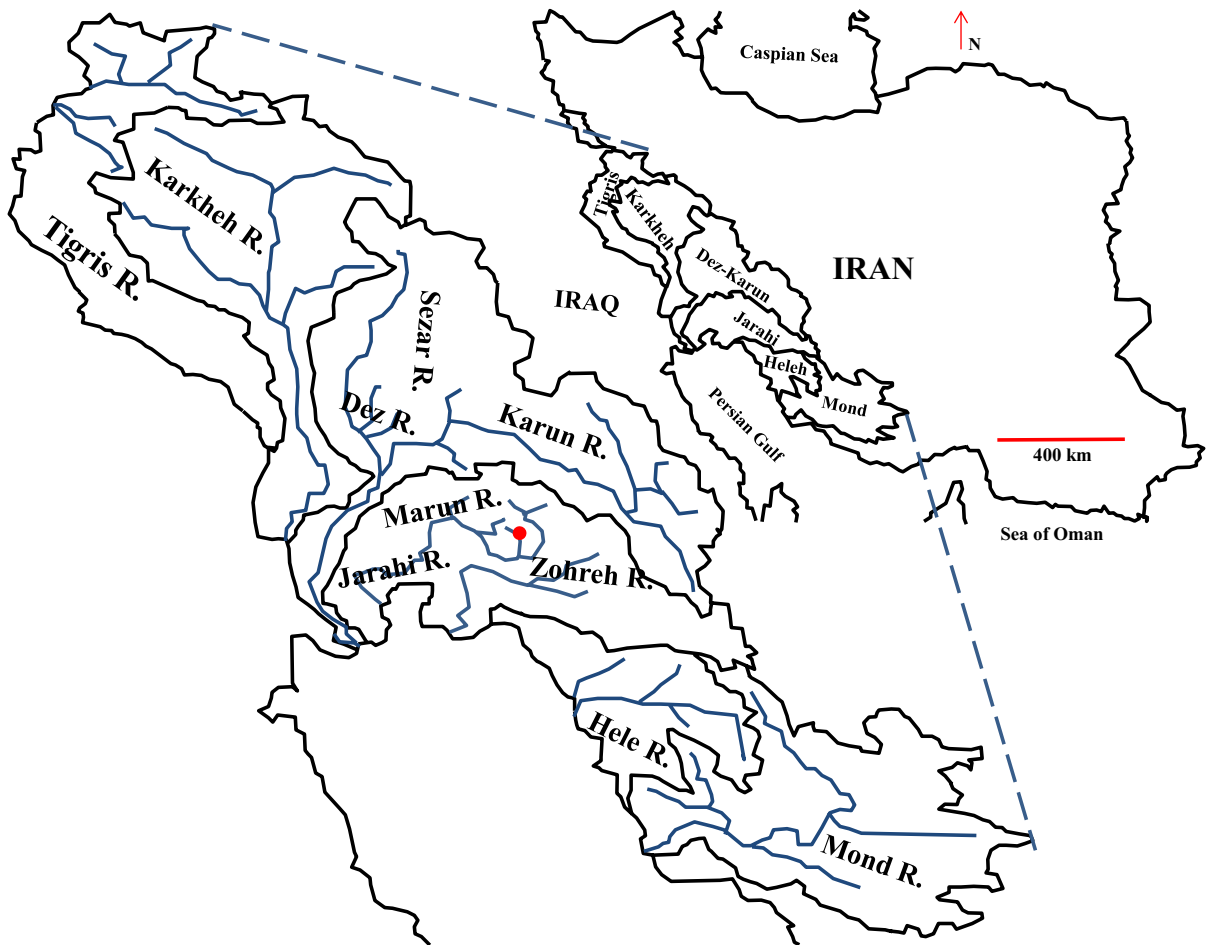 Caspian Sea
N
Tigris
Karkheh
Karkheh R.
Tigris R.
Dez-Karun
IRAN
IRAQ
Sezar R.
Jarahi
Heleh
Mond
Persian Gulf
Dez R.
Karun R.
400 km
Marun R.
Sea of Oman
Jarahi R.
Zohreh R.
Hele R.
Mond R.